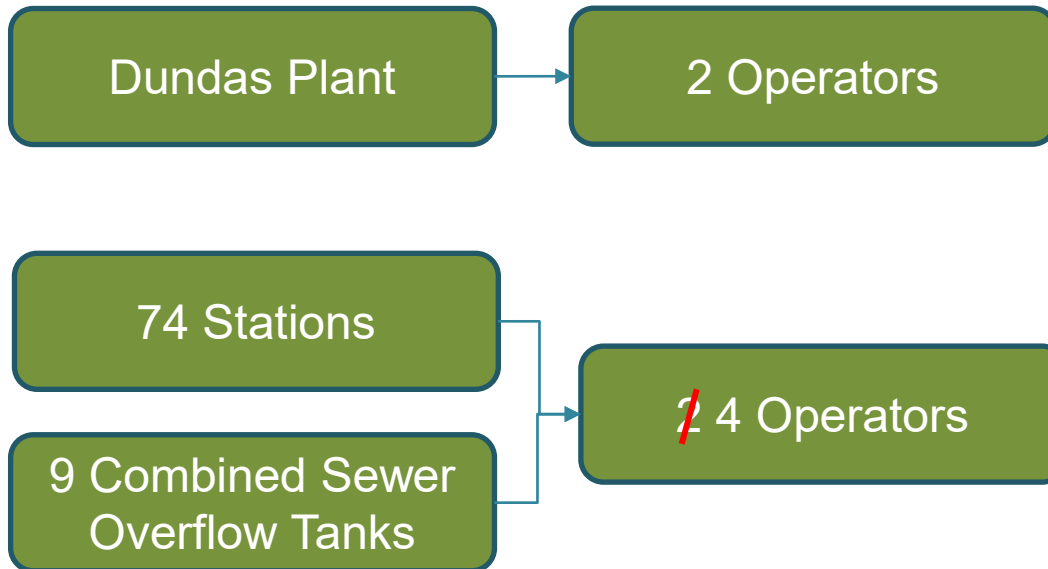 Dundas Plant
2 Operators
74 Stations
9 Combined Sewer
Overflow Tanks
2 4 Operators